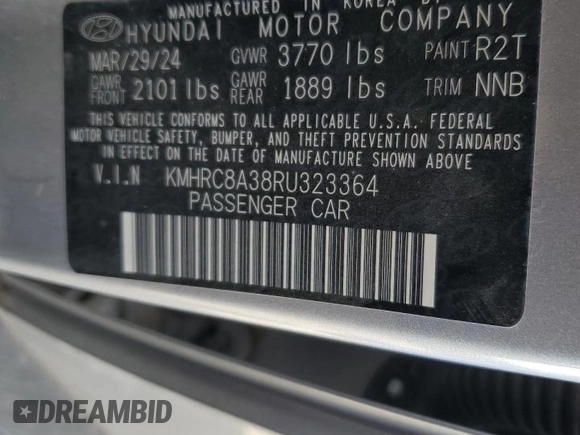 MANUFACTURED IN KOREA BY
HYUNDAI MOTOR COMPANY
MAR/29/24 GVWR 3770 lbs PAINT R2T
GAWR FRONT 2101 lbs GAWR REAR 1889 lbs TRIM NNB
THIS VEHICLE CONFORMS TO ALL APPLICABLE U.S.A. FEDERAL
MOTOR VEHICLE SAFETY, BUMPER, AND THEFT PREVENTION STANDARDS
IN EFFECT ON THE DATE OF MANUFACTURE SHOWN ABOVE
V.I.N KMHRC8A38RU323364
PASSENGER CAR
DREAMBID